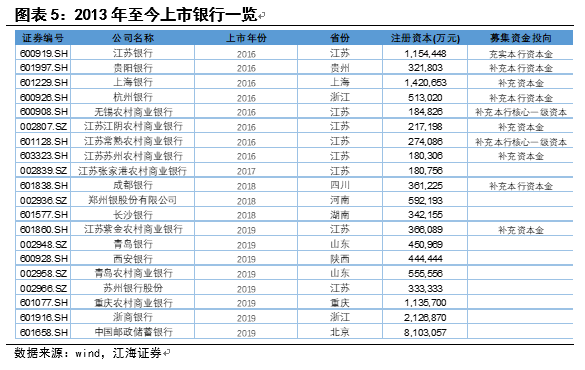 图表 5：2013 年至今上市银行一览
证券编号 公司名称 上市年份 省份 注册资本(万元) 募集资金投向
600919.SH 江苏银行 2016 江苏 1,154,448 充实本行资本金
601997.SH 贵阳银行 2016 贵州 321,803 补充本行资本金
601229.SH 上海银行 2016 上海 1,420,653 补充本行资本金
600926.SH 杭州银行 2016 浙江 513,020 补充本行资本金
600908.SH 无锡农村商业银行 2016 江苏 184,826 补充本行核心一级资本
002807.SZ 江苏江阴农村商业银行 2016 江苏 217,198 补充资本金
601128.SH 江苏常熟农村商业银行 2016 江苏 274,086 补充本行核心一级资本
603323.SH 江苏苏州农村商业银行 2016 江苏 180,306 补充资本金
002839.SZ 江苏张家港农村商业银行 2017 江苏 180,756
601838.SH 成都银行 2018 四川 361,225 补充本行资本金
002936.SZ 郑州银股份有限公司 2018 河南 592,193
601577.SH 长沙银行 2018 湖南 342,155
601860.SH 江苏紫金农村商业银行 2019 江苏 366,089 补充资本金
002948.SZ 青岛银行 2019 山东 450,969
600928.SH 西安银行 2019 陕西 444,444
002958.SZ 青岛农村商业银行 2019 山东 555,556
002966.SZ 苏州银行股份 2019 江苏 333,333
601077.SH 重庆农村商业银行 2019 重庆 1,135,700
601916.SH 浙商银行 2019 浙江 2,126,870
601658.SH 中国邮政储蓄银行 2019 北京 8,103,057
数据来源：wind，江海证券